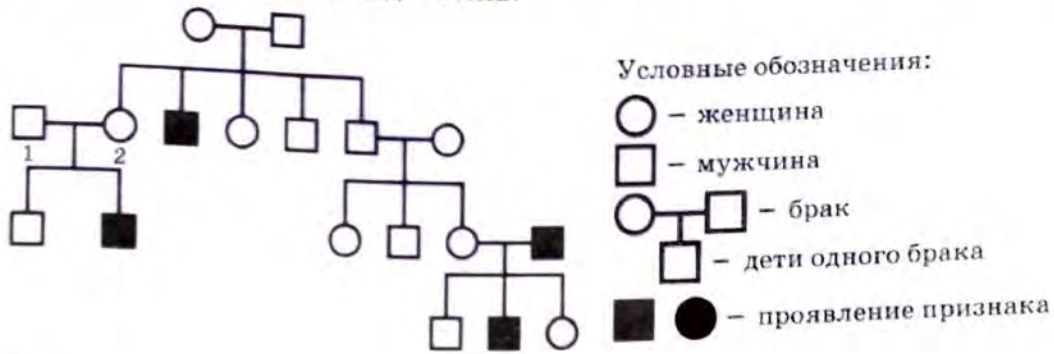 Условные обозначения:
– женщина
– мужчина
– брак
– дети одного брака
– проявление признака
1
2